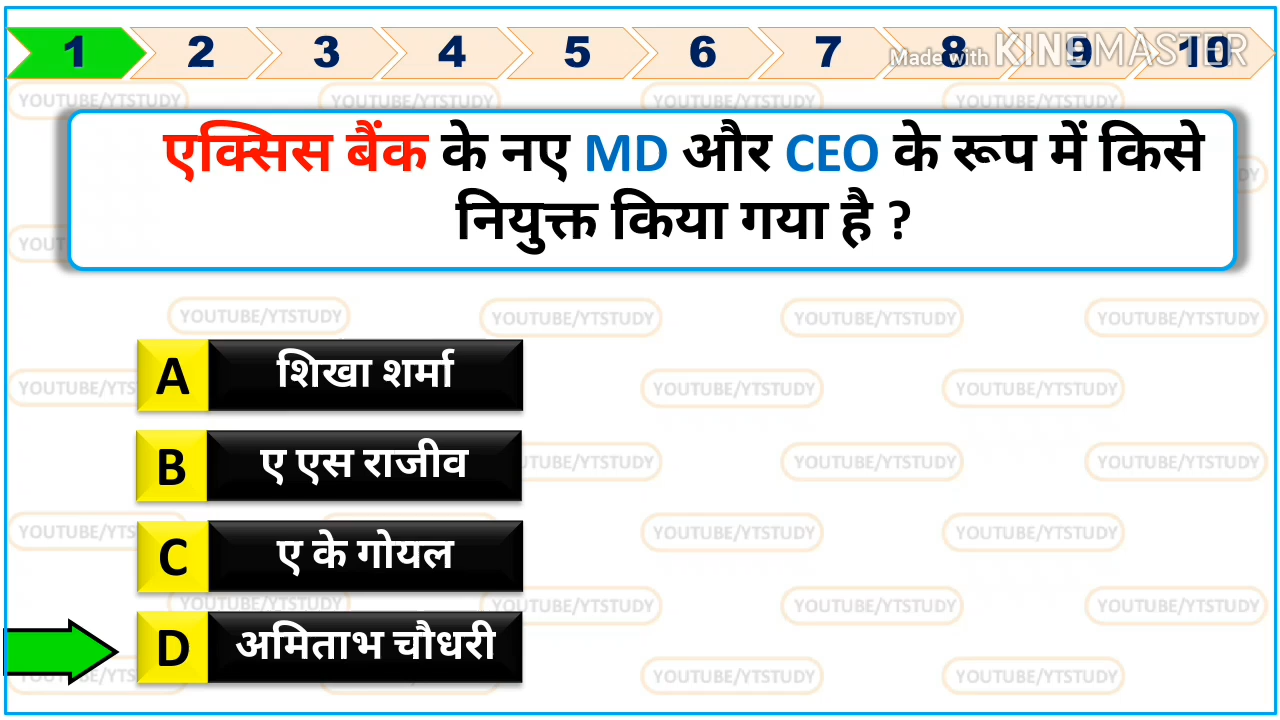 1 2 3 4 5 6 7 8 9 10
Made with KINEMASTER
एक्सिस बैंक के नए MD और CEO के रूप में किसे
नियुक्त किया गया है ?
A शिखा शर्मा
B ए एस राजीव
C ए के गोयल
D अमिताभ चौधरी
YOUTUBE/YTSTUDY